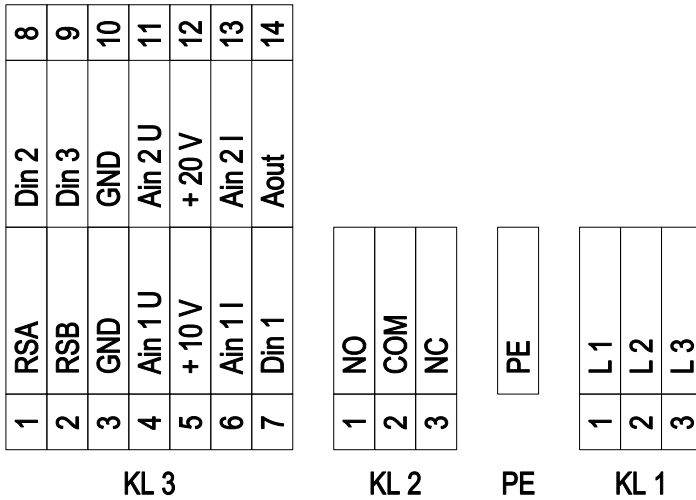 8 9 10 11 12 13 14
Din 2 Din 3 GND Ain 2 U + 20 V Ain 2 I Aout
RSA RSB GND Ain 1 U + 10 V Ain 1 I Din 1
1 2 3 4 5 6 7
KL 3
NO COM NC
1 2 3
KL 2
PE
PE
L 1 L 2 L 3
1 2 3
KL 1